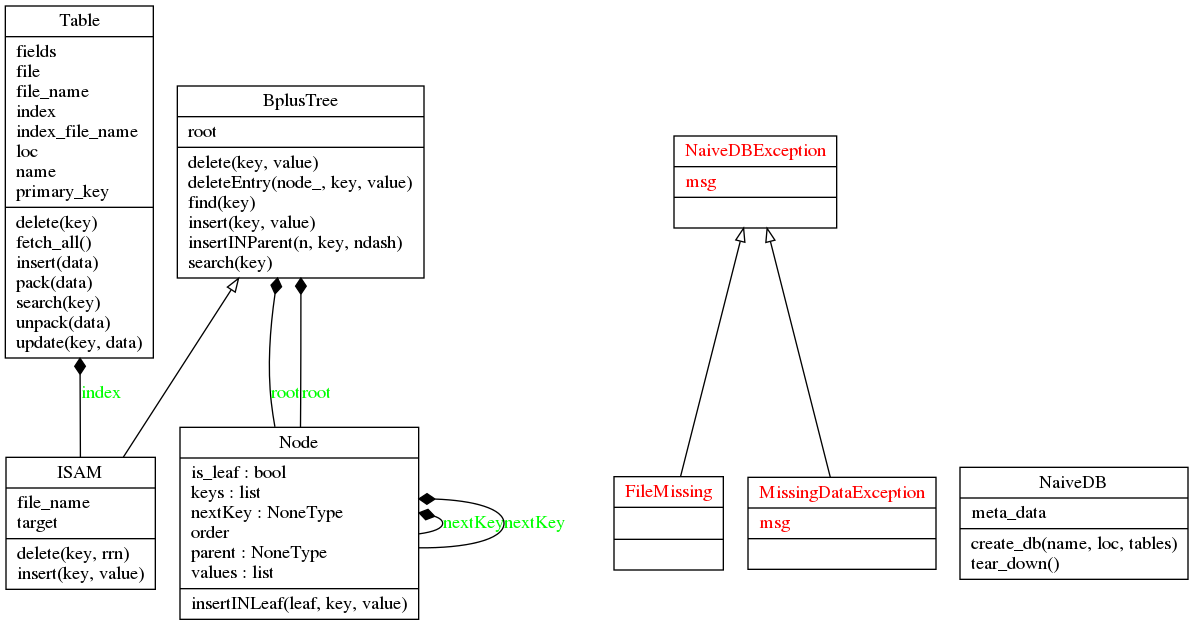 Table
fields
file
file_name
index
index_file_name
loc
name
primary_key
delete(key)
fetch_all()
insert(data)
pack(data)
search(key)
unpack(data)
update(key, data)
BplusTree
root
delete(key, value)
deleteEntry(node_, key, value)
find(key)
insert(key, value)
insertINParent(n, key, ndash)
search(key)
NaiveDBException
msg
index
root
root
ISAM
file_name
target
delete(key, rrn)
insert(key, value)
Node
is_leaf : bool
keys : list
nextKey : NoneType
order
parent : NoneType
values : list
insertINLeaf(leaf, key, value)
nextKey
nextKey
FileMissing
MissingDataException
msg
NaiveDB
meta_data
create_db(name, loc, tables)
tear_down()